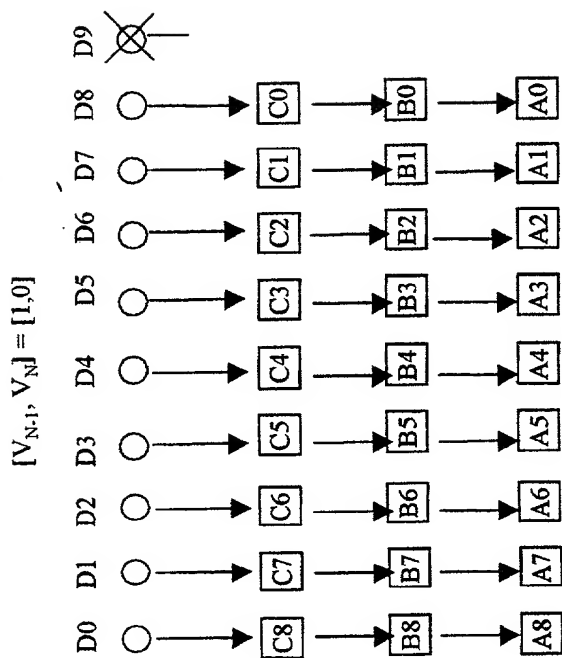 [V_{N-1}, V_N] = [1,0]
D0 D1 D2 D3 D4 D5 D6 D7 D8 D9
C8 C7 C6 C5 C4 C3 C2 C1 C0
B8 B7 B6 B5 B4 B3 B2 B1 B0
A8 A7 A6 A5 A4 A3 A2 A1 A0